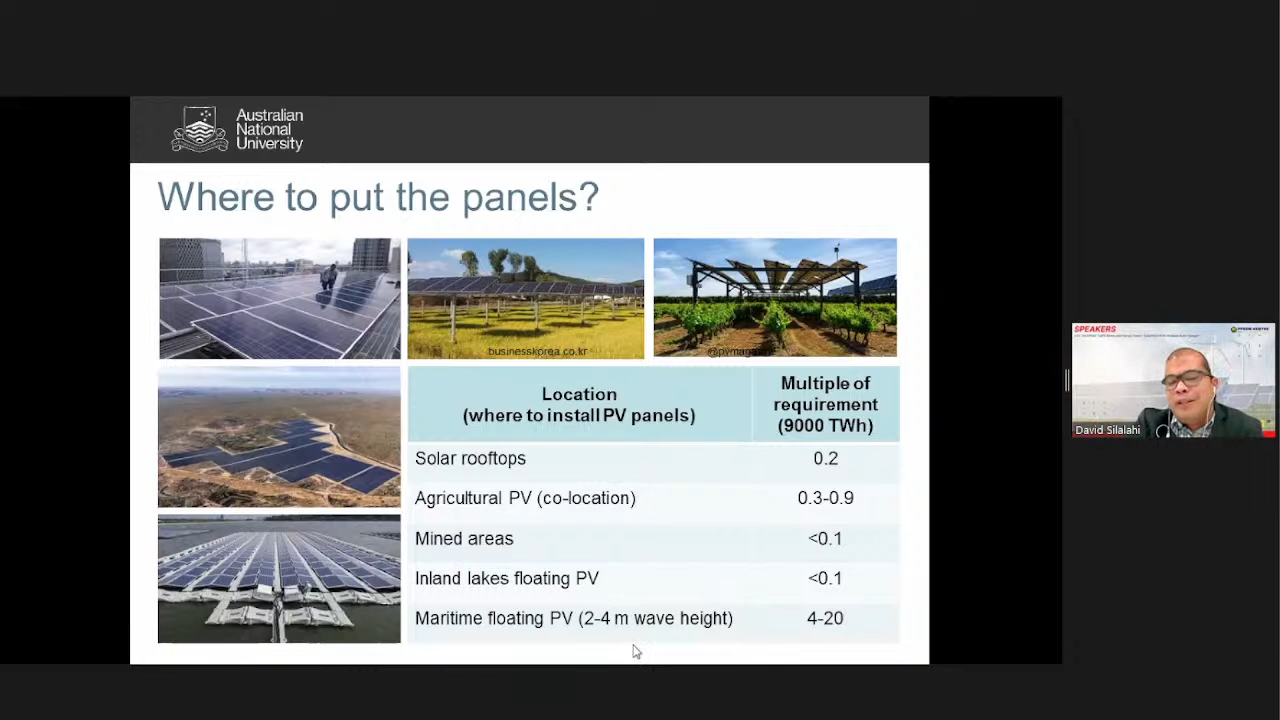 Australian
National
University
Where to put the panels?
businesskorea.co.kr
Location
(where to install PV panels)
Multiple of
requirement
(9000 TWh)
Solar rooftops
0.2
Agricultural PV (co-location)
0.3-0.9
Mined areas
<0.1
Inland lakes floating PV
<0.1
Maritime floating PV (2-4 m wave height)
4-20
SPEAKERS
David Silalahi